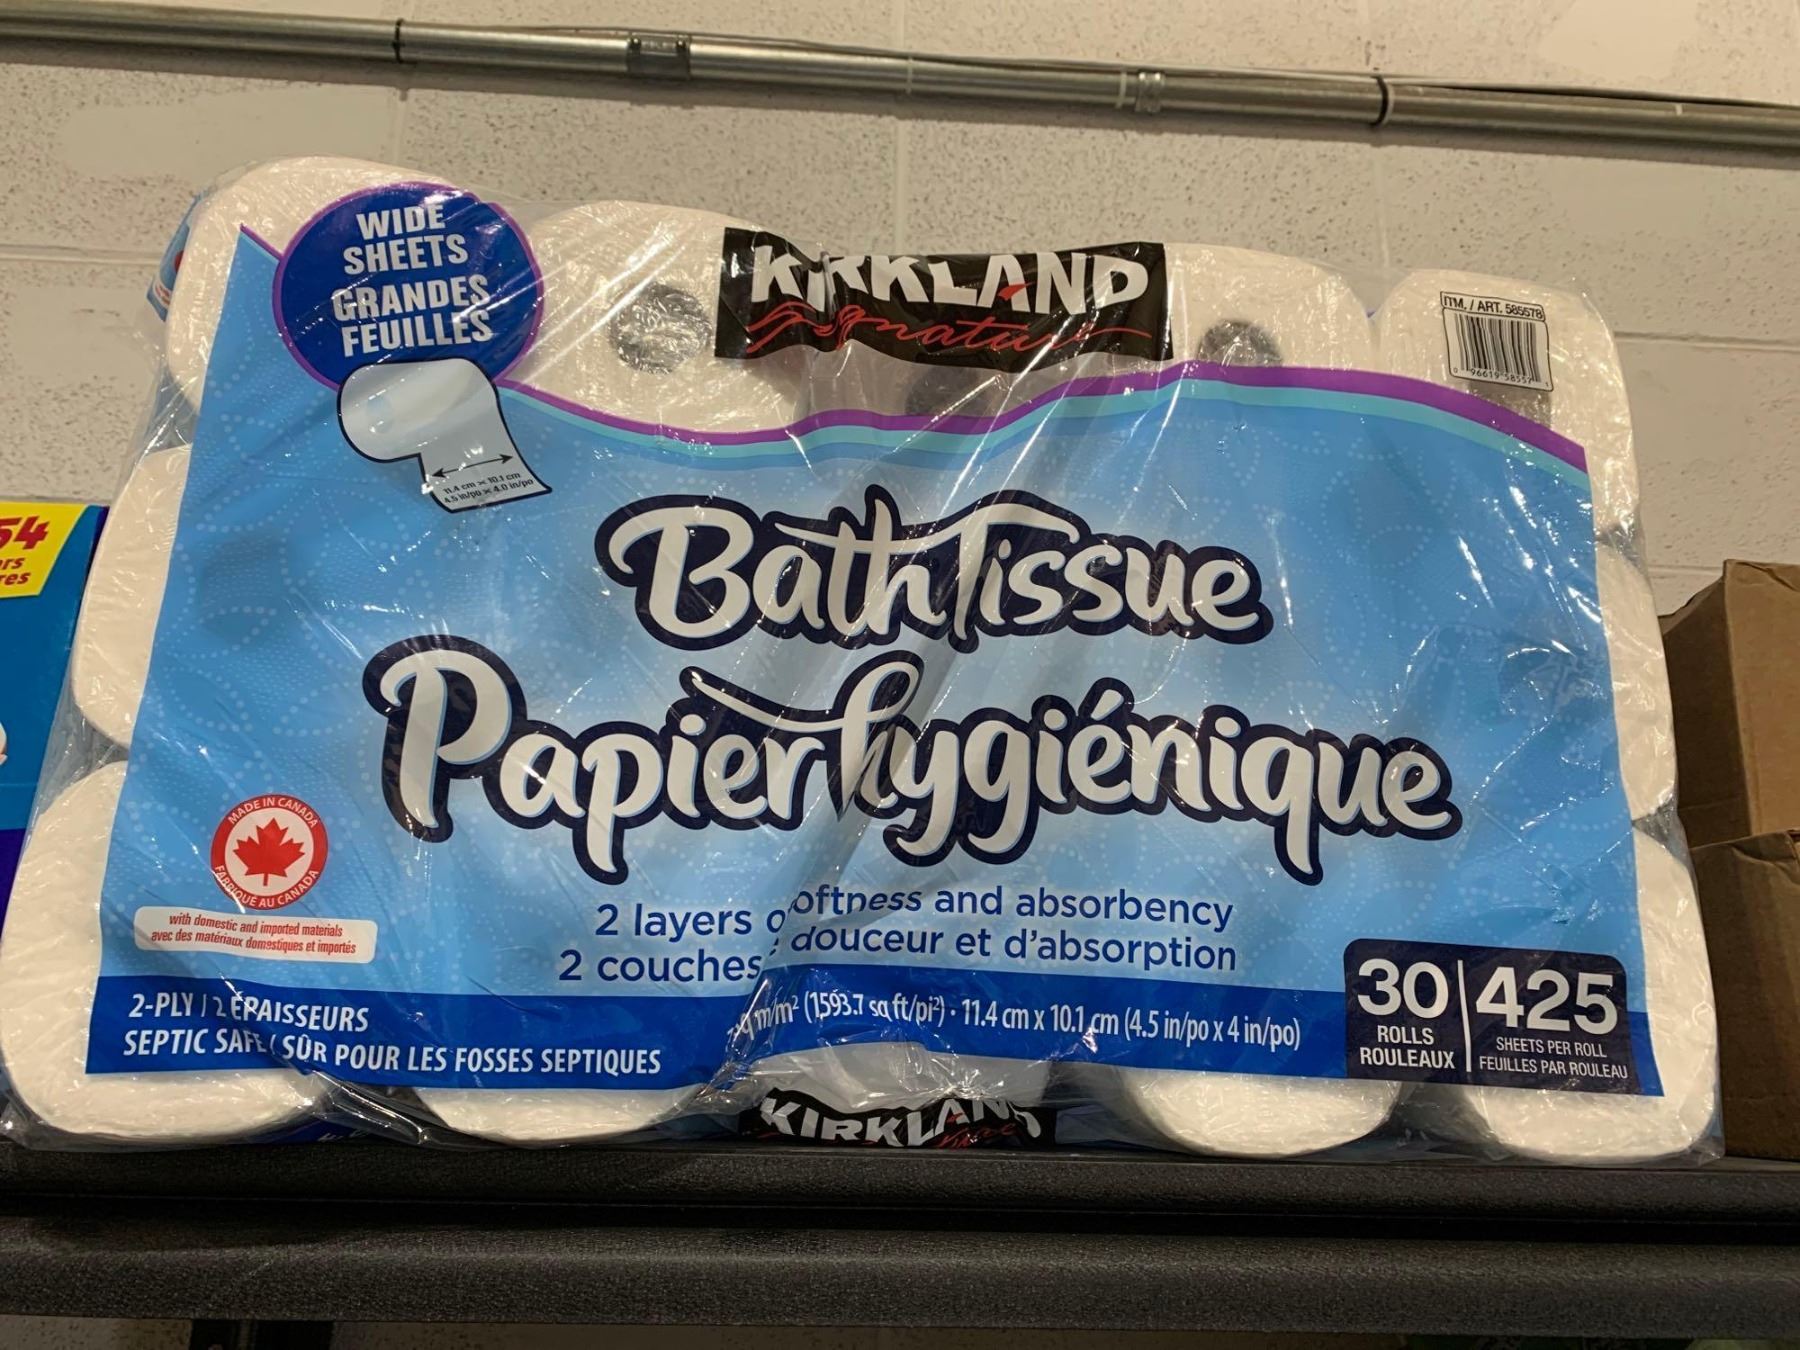 WIDE
SHEETS
GRANDES
FEUILLES
11.4 cm x 10.1 cm
4.5 in/po x 4.0 in/po
KIRKLAND
Signature
ITM. / ART. 585578
54
Bath Tissue
Papier hygiénique
MADE IN CANADA
FABRIQUÉ AU CANADA
with domestic and imported materials
avec des matériaux domestiques et importés
2 layers softness and absorbency
2 couches douceur et d'absorption
2-PLY | 2 ÉPAISSEURS
SEPTIC SAFE / SÛR POUR LES FOSSES SEPTIQUES
m/m² (1593.7 sq ft/pi²) • 11.4 cm x 10.1 cm (4.5 in/po x 4 in/po)
30
ROLLS
ROULEAUX
425
SHEETS PER ROLL
FEUILLES PAR ROULEAU
KIRKLAND